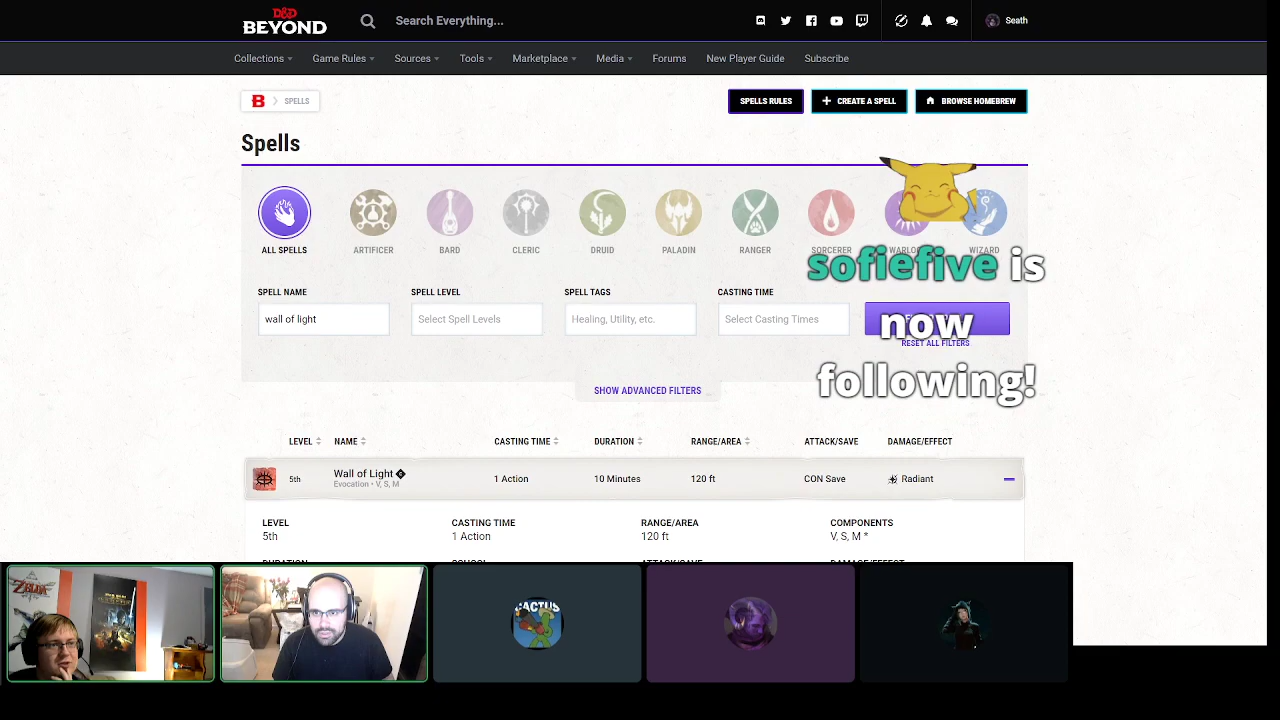 D&D
BEYOND
Search Everything...
Seath
Collections
Game Rules
Sources
Tools
Marketplace
Media
Forums
New Player Guide
Subscribe
B
SPELLS
SPELLS RULES
+ CREATE A SPELL
BROWSE HOMEBREW
Spells
ALL SPELLS
ARTIFICER
BARD
CLERIC
DRUID
PALADIN
RANGER
SORCERER
WIZARD
sofiefive is
now
following!
SPELL NAME
SPELL LEVEL
SPELL TAGS
CASTING TIME
wall of light
Select Spell Levels
Healing, Utility, etc.
Select Casting Times
RESET ALL FILTERS
SHOW ADVANCED FILTERS
LEVEL
NAME
CASTING TIME
DURATION
RANGE/AREA
ATTACK/SAVE
DAMAGE/EFFECT
5th
Wall of Light
Evocation • V, S, M
1 Action
10 Minutes
120 ft
CON Save
Radiant
LEVEL
CASTING TIME
RANGE/AREA
COMPONENTS
5th
1 Action
120 ft
V, S, M *
ZELDA
CACTUS